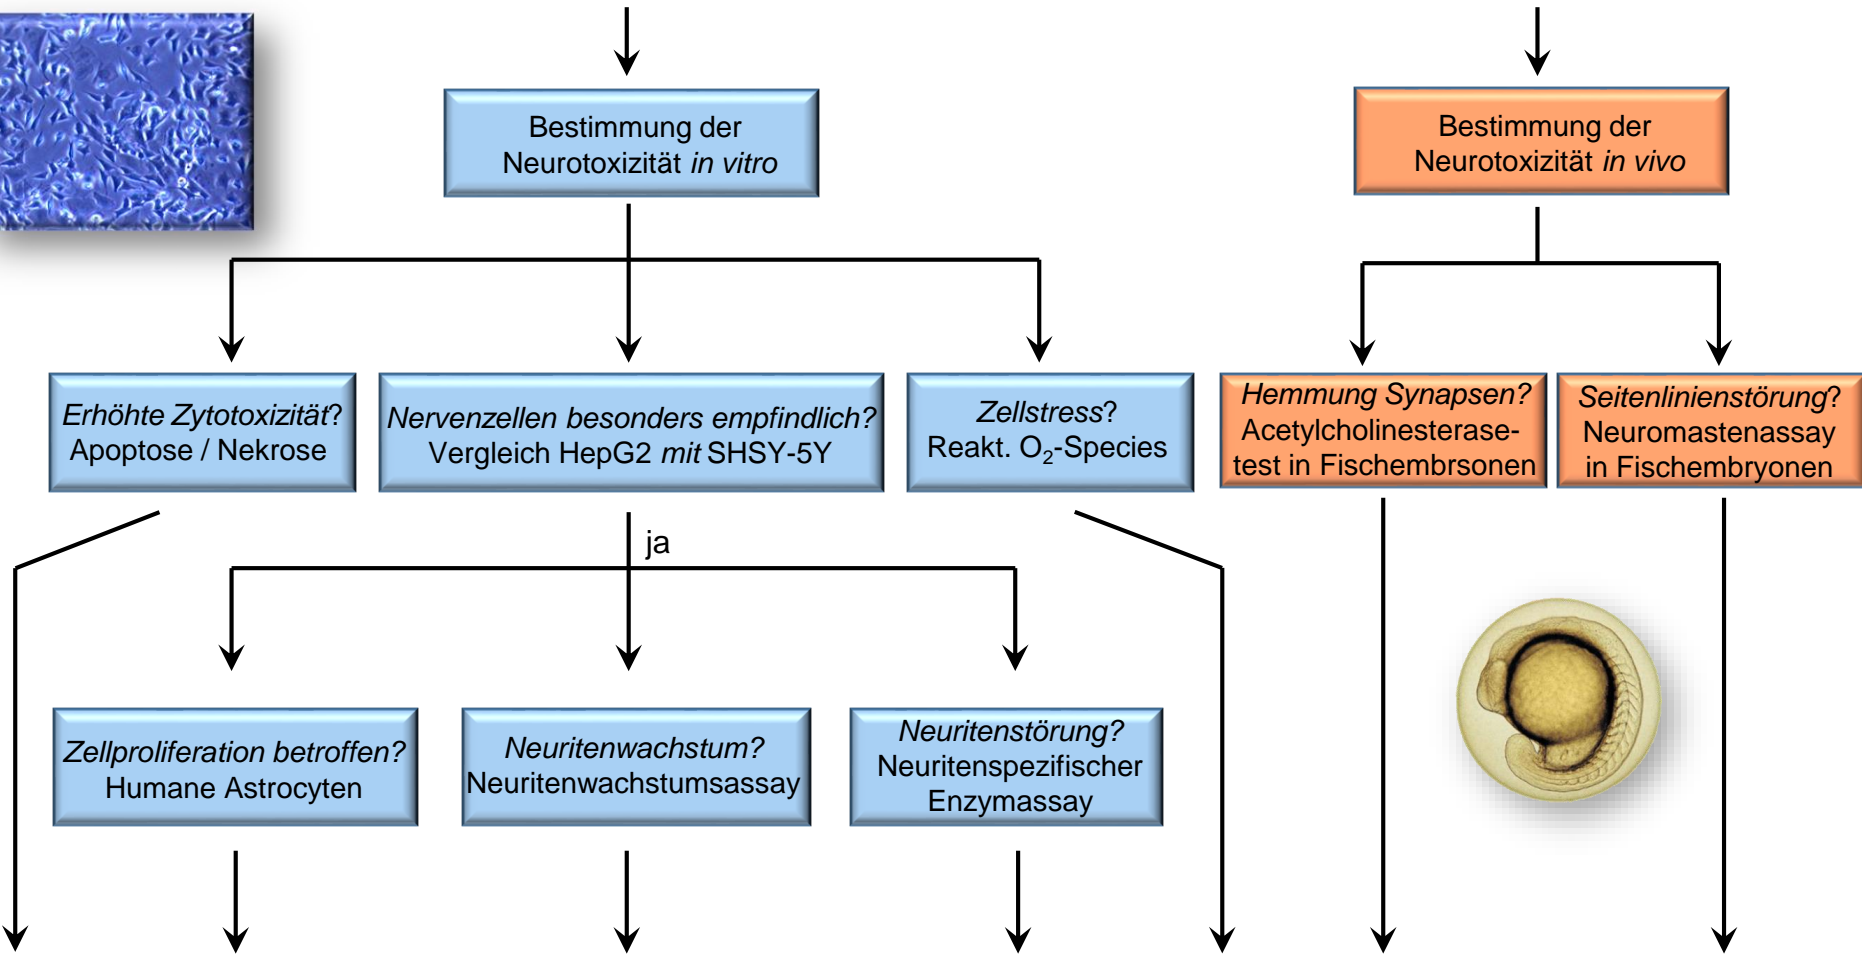 Bestimmung der
Neurotoxizität in vitro
Bestimmung der
Neurotoxizität in vivo
Erhöhte Zytotoxizität?
Apoptose / Nekrose
Nervenzellen besonders empfindlich?
Vergleich HepG2 mit SHSY-5Y
Zellstress?
Reakt. O₂-Species
Hemmung Synapsen?
Acetylcholinesterase-
test in Fischembrsonen
Seitenlinienstörung?
Neuromastenassay
in Fischembryonen
ja
Zellproliferation betroffen?
Humane Astrocyten
Neuritenwachstum?
Neuritenwachstumsassay
Neuritenstörung?
Neuritenspezifischer
Enzymassay